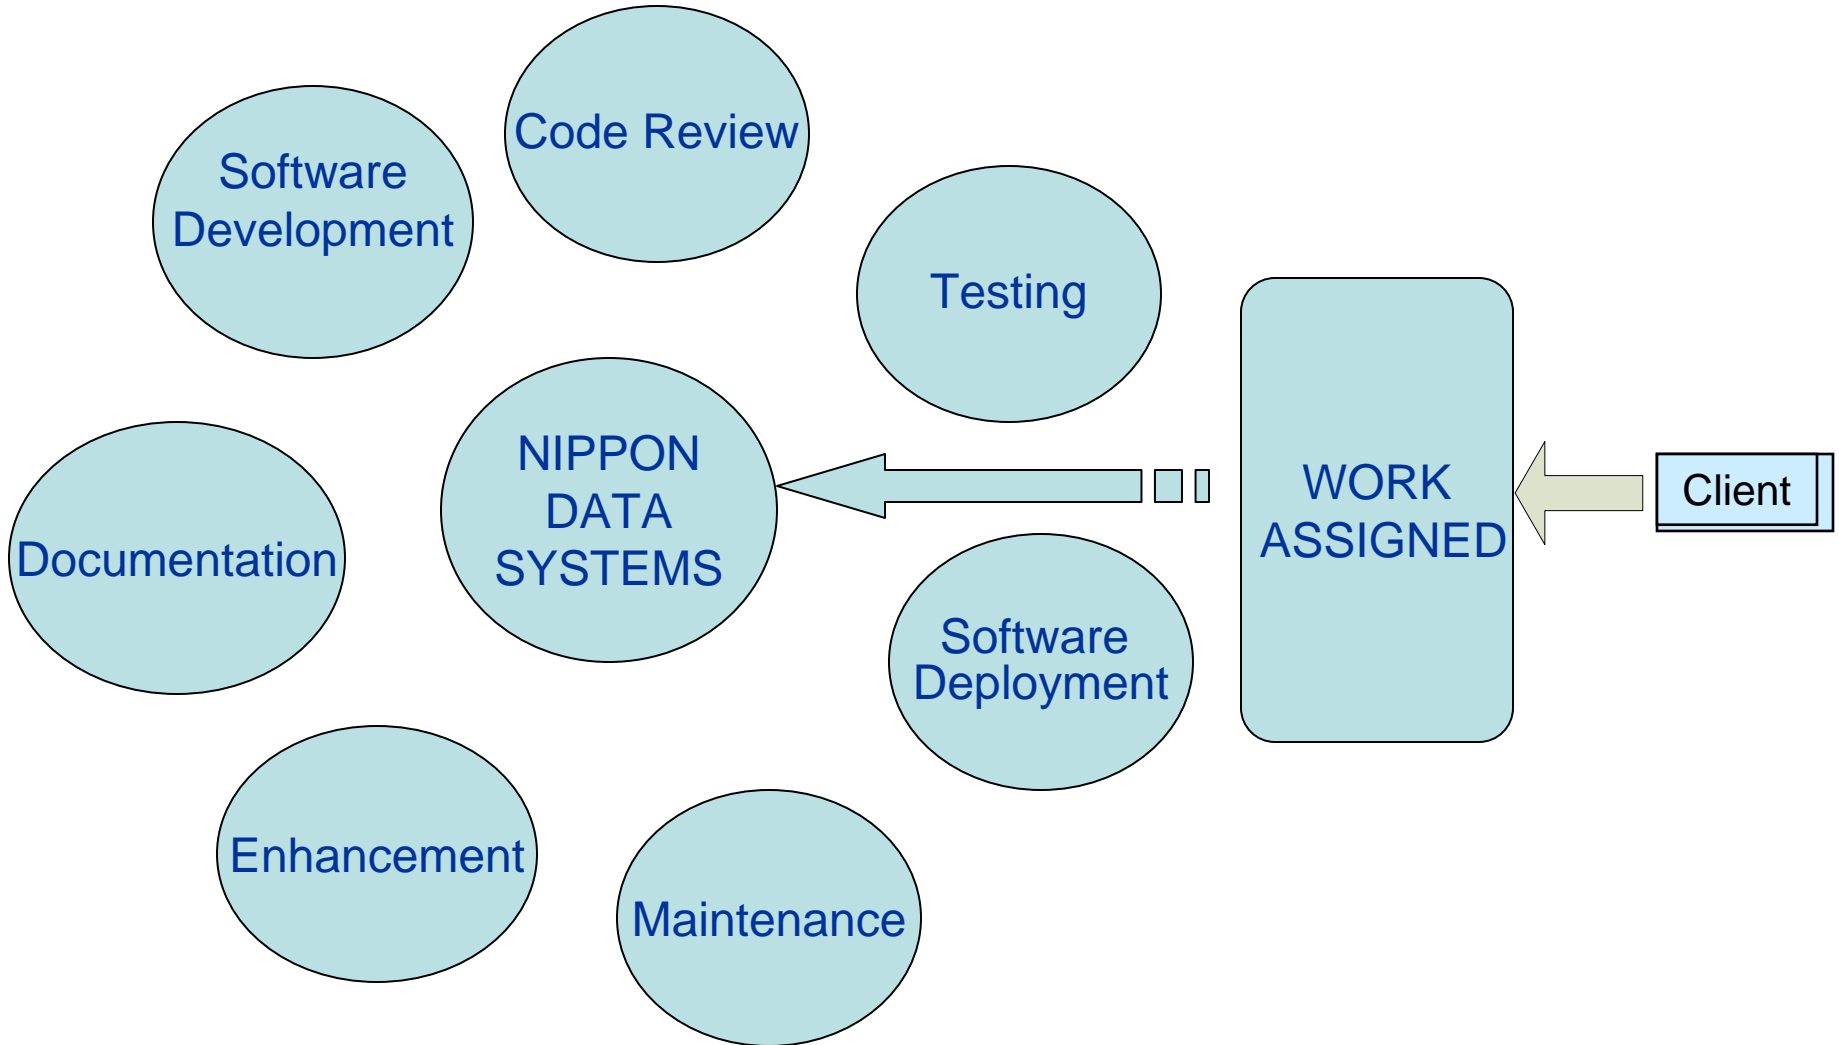 Code Review
Software
Development
Testing
NIPPON
DATA
SYSTEMS
WORK
ASSIGNED
Client
Documentation
Software
Deployment
Enhancement
Maintenance